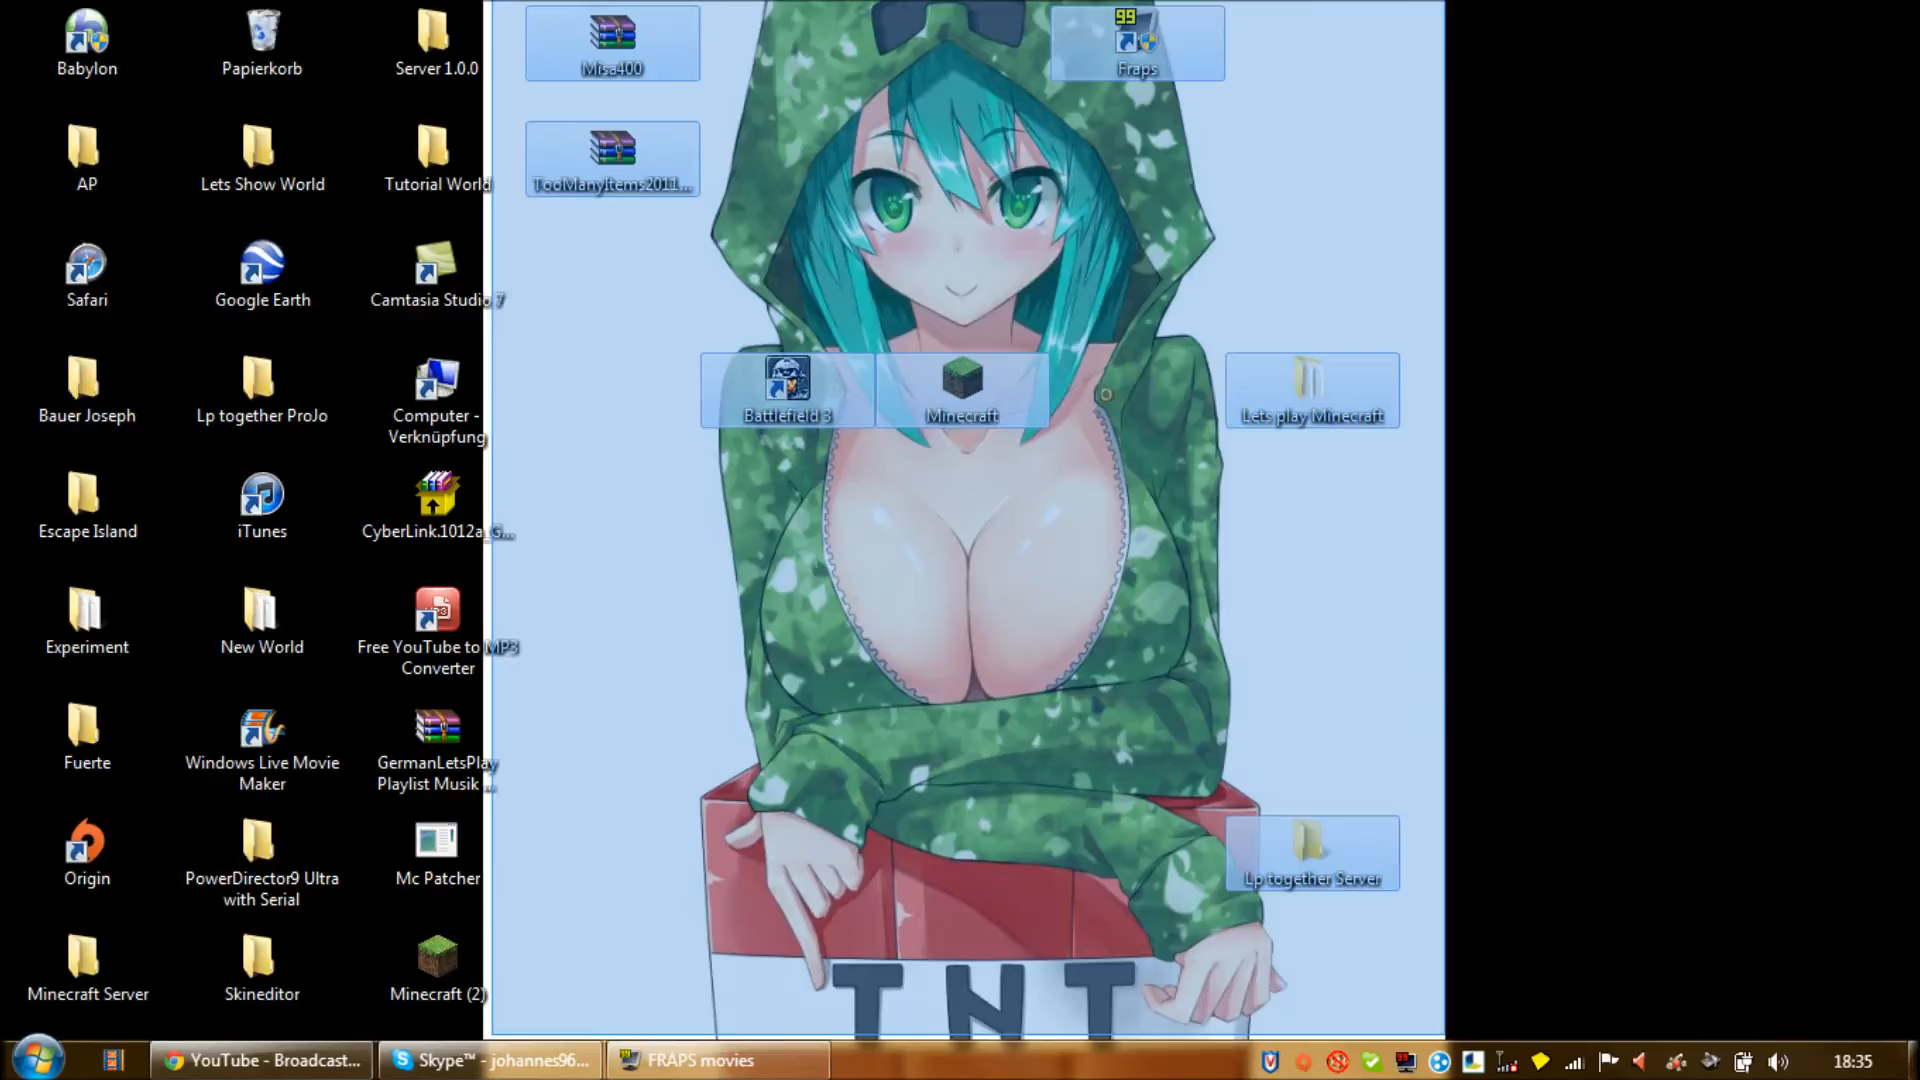 Babylon
Papierkorb
Server 1.0.0
Misa400
99
Fraps
AP
Lets Show World
Tutorial World
TooManyItems2011...
Safari
Google Earth
Camtasia Studio 7
Bauer Joseph
Lp together ProJo
Computer -
Verknüpfung
Battlefield 3
Minecraft
Lets play Minecraft
Escape Island
iTunes
CyberLink.1012a_G...
Experiment
New World
Free YouTube to MP3
Converter
Fuerte
Windows Live Movie
Maker
GermanLetsPlay
Playlist Musik ...
Origin
PowerDirector9 Ultra
with Serial
Mc Patcher
Lp together Server
Minecraft Server
Skineditor
Minecraft (2)
TNT
YouTube - Broadcast...
Skype™ - johannes96...
FRAPS movies
18:35